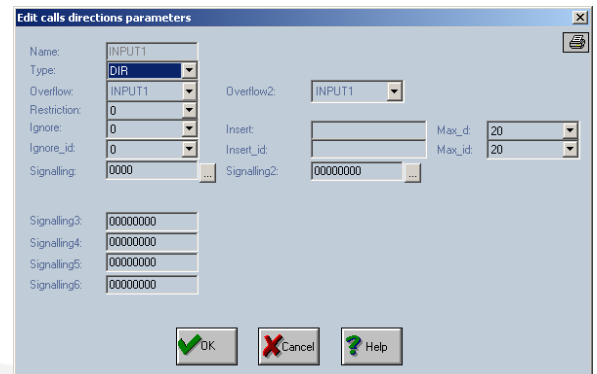 Edit calls directions parameters
Name: INPUT1
Type: DIR
Overflow: INPUT1 Overflow2: INPUT1
Restriction: 0
Ignore: 0 Insert: Max_d: 20
Ignore_id: 0 Insert_id: Max_id: 20
Signalling: 0000 ... Signalling2: 00000000 ...
Signalling3: 00000000
Signalling4: 00000000
Signalling5: 00000000
Signalling6: 00000000
OK Cancel Help